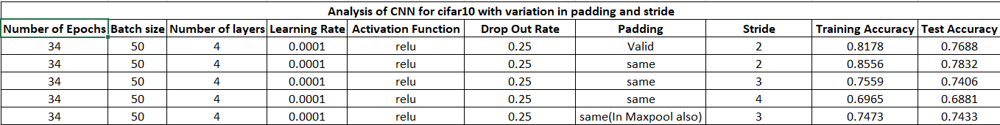 Analysis of CNN for cifar10 with variation in padding and stride
Number of Epochs Batch size Number of layers Learning Rate Activation Function Drop Out Rate Padding Stride Training Accuracy Test Accuracy
34 50 4 0.0001 relu 0.25 Valid 2 0.8178 0.7688
34 50 4 0.0001 relu 0.25 same 2 0.8556 0.7832
34 50 4 0.0001 relu 0.25 same 3 0.7559 0.7406
34 50 4 0.0001 relu 0.25 same 4 0.6965 0.6881
34 50 4 0.0001 relu 0.25 same(In Maxpool also) 3 0.7473 0.7433